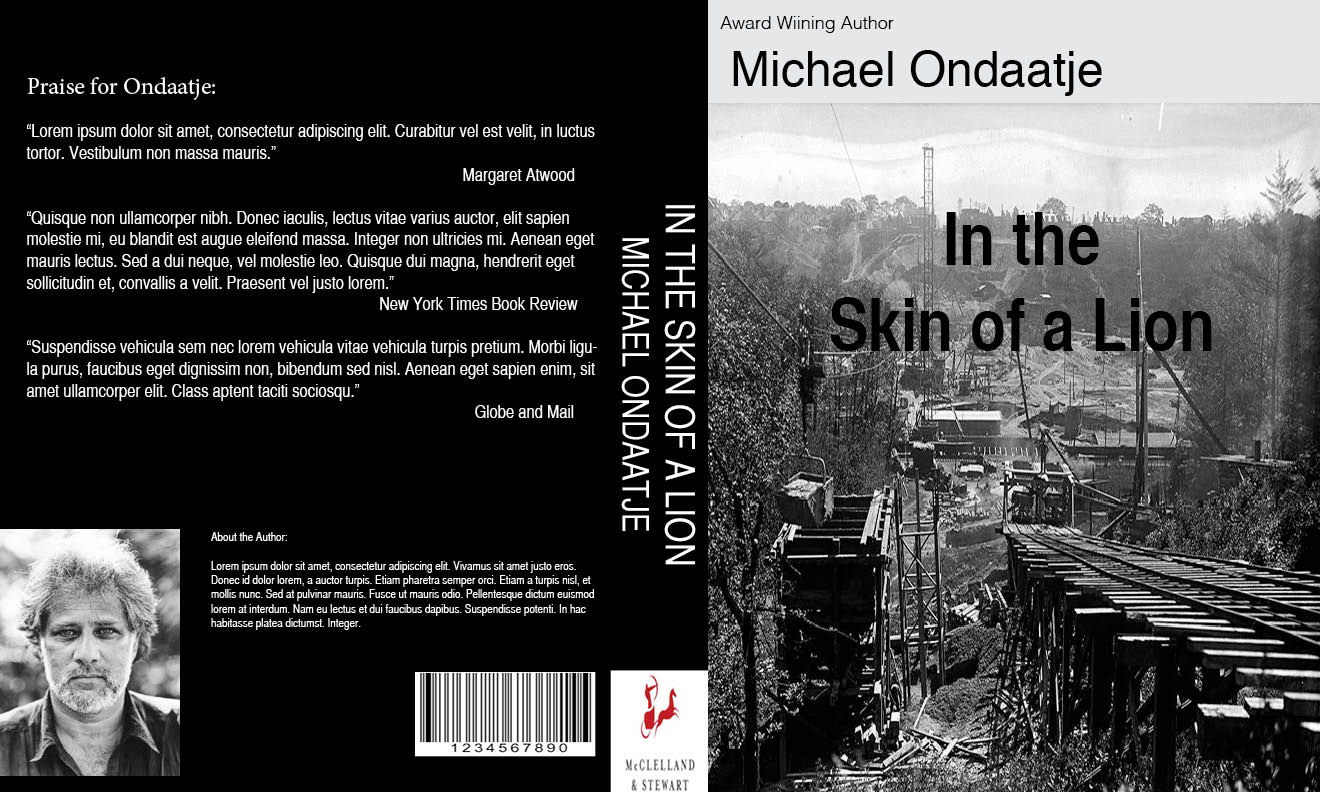 Praise for Ondaatje:
“Lorem ipsum dolor sit amet, consectetur adipiscing elit. Curabitur vel est velit, in luctus
tortor. Vestibulum non massa mauris.”
Margaret Atwood
“Quisque non ullamcorper nibh. Donec iaculis, lectus vitae varius auctor, elit sapien
molestie mi, eu blandit est augue eleifend massa. Integer non ultricies mi. Aenean eget
mauris lectus. Sed a dui neque, vel molestie leo. Quisque dui magna, hendrerit eget
sollicitudin et, convallis a velit. Praesent vel justo lorem.”
New York Times Book Review
“Suspendisse vehicula sem nec lorem vehicula vitae vehicula turpis pretium. Morbi ligu-
la purus, faucibus eget dignissim non, bibendum sed nisl. Aenean eget sapien enim, sit
amet ullamcorper elit. Class aptent taciti sociosqu.”
Globe and Mail
About the Author:
Lorem ipsum dolor sit amet, consectetur adipiscing elit. Vivamus sit amet justo eros.
Donec id dolor lorem, a auctor turpis. Etiam pharetra semper orci. Etiam a turpis nisl, et
mollis nunc. Sed at pulvinar mauris. Fusce ut mauris odio. Pellentesque dictum euismod
lorem at interdum. Nam eu lectus et dui faucibus dapibus. Suspendisse potenti. In hac
habitasse platea dictumst. Integer.
1234567890
IN THE SKIN OF A LION
MICHAEL ONDAATJE
McCLELLAND
& STEWART
Award Wiining Author
Michael Ondaatje
In the
Skin of a Lion